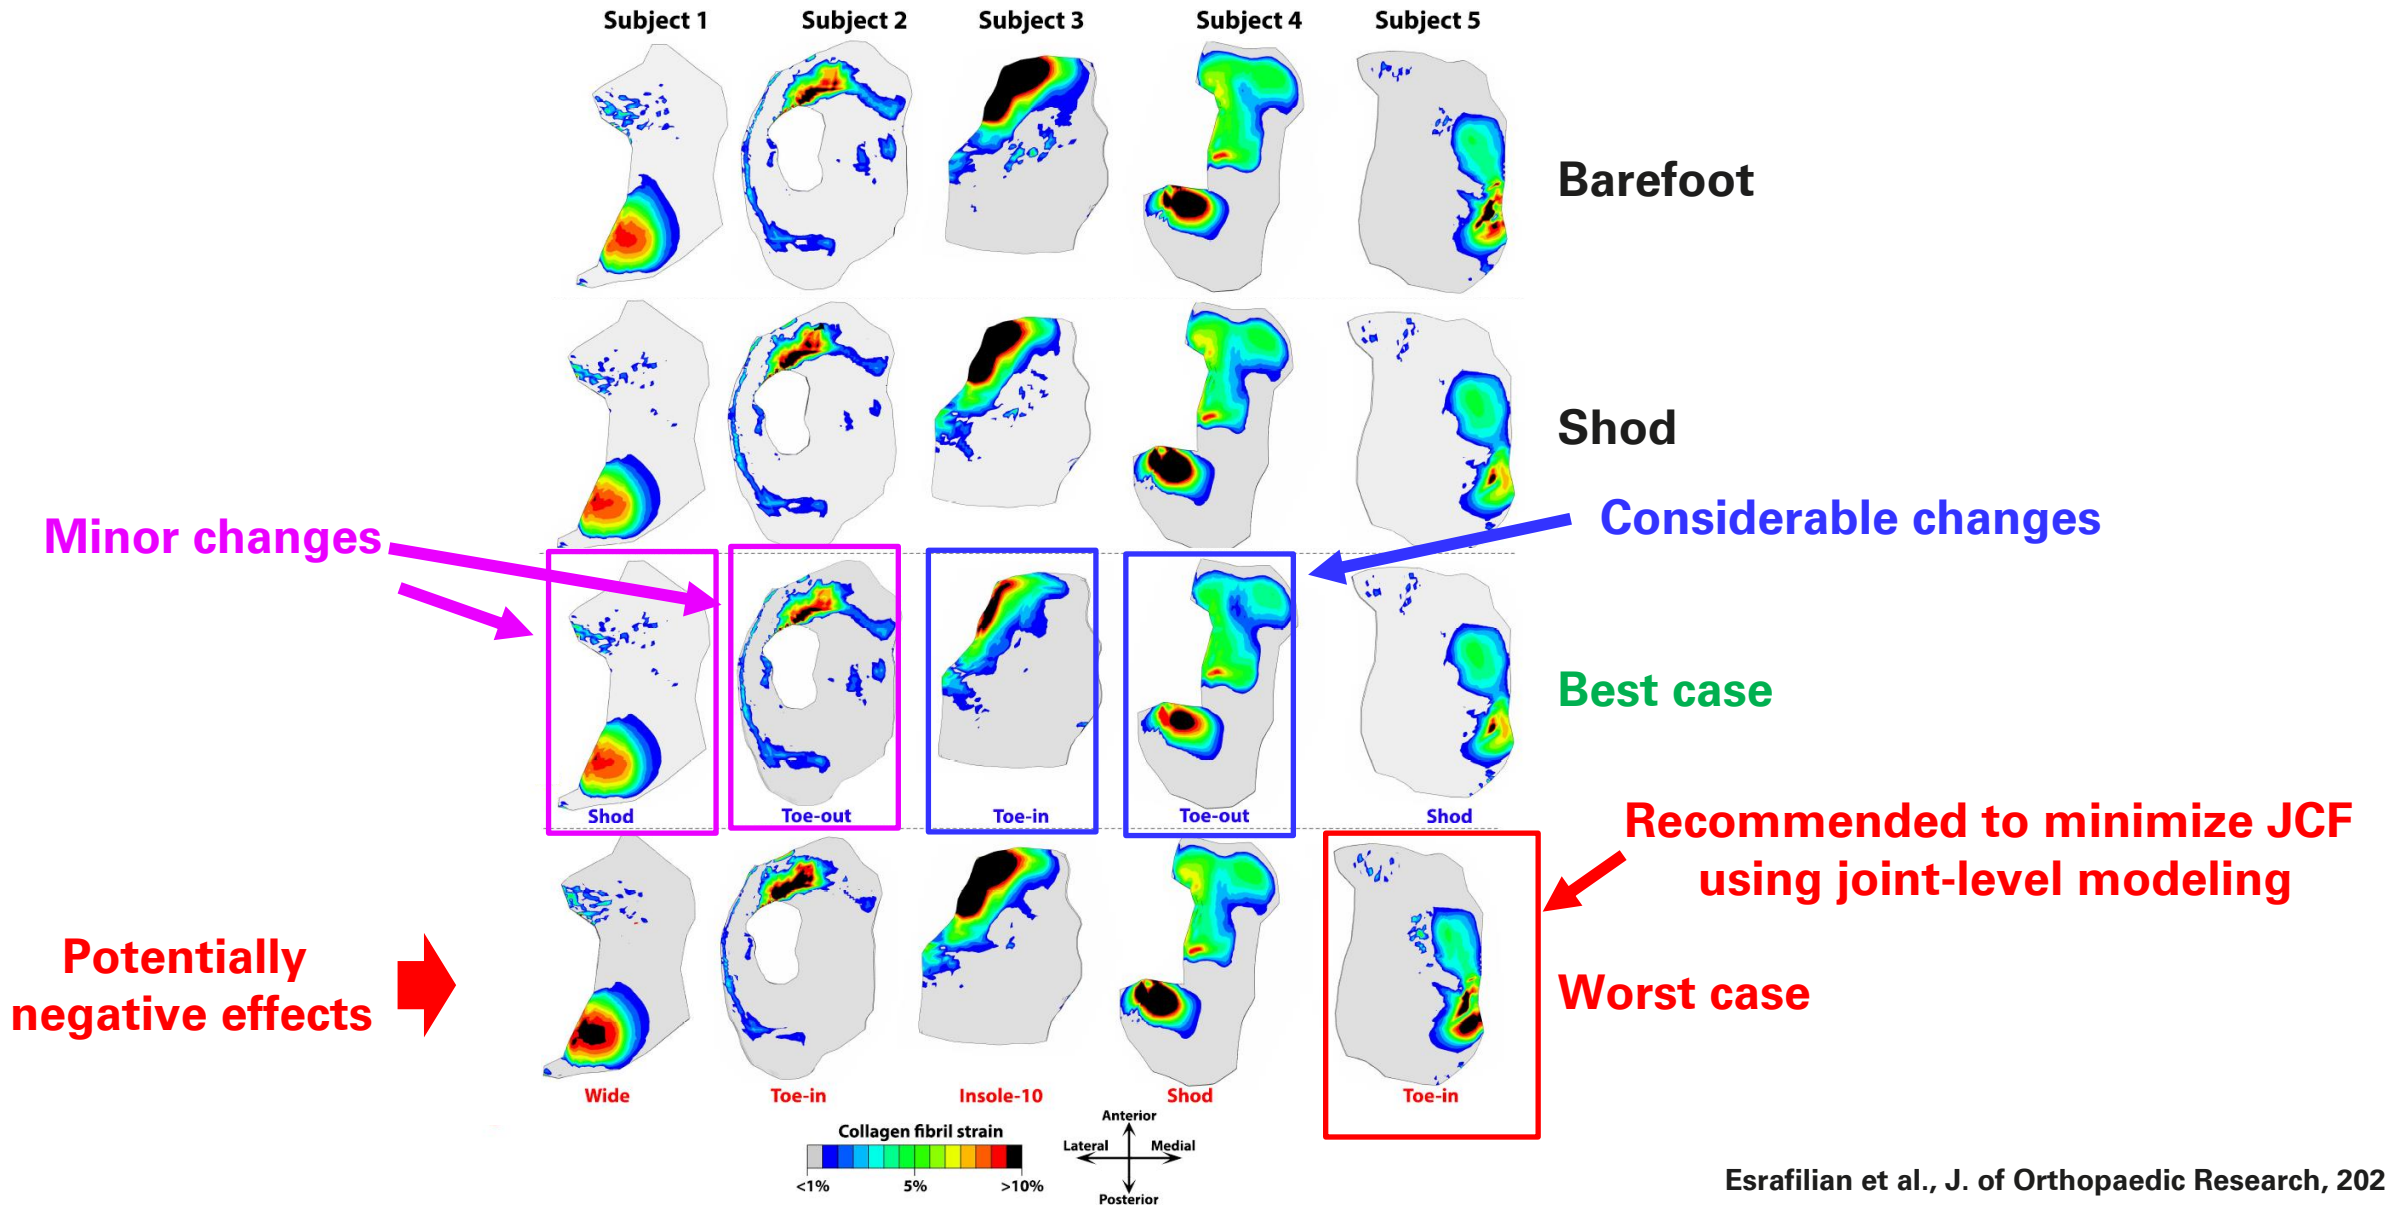 Subject 1 Subject 2 Subject 3 Subject 4 Subject 5
Barefoot
Shod
Minor changes
Considerable changes
Best case
Shod Toe-out Toe-in Toe-out Shod
Recommended to minimize JCF
using joint-level modeling
Potentially
negative effects
Worst case
Wide Toe-in Insole-10 Shod Toe-in
Collagen fibril strain
<1% 5% >10%
Anterior
Lateral Medial
Posterior
Esrafilian et al., J. of Orthopaedic Research, 202